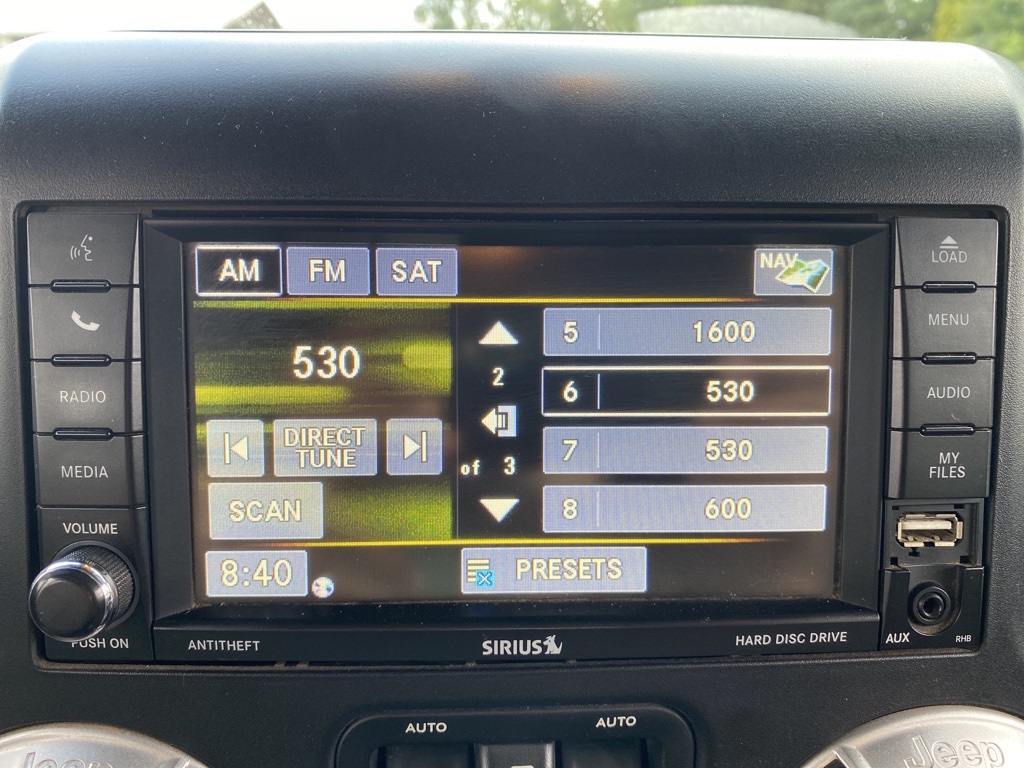 AM FM SAT NAV
LOAD
5 1600
MENU
530
2
6 530
RADIO
AUDIO
DIRECT
TUNE
7 530
of 3
MEDIA
MY
FILES
SCAN
8 600
VOLUME
8:40
PRESETS
PUSH ON
ANTITHEFT
SIRIUS
HARD DISC DRIVE
AUX
RHB
AUTO AUTO
Jeep Jeep